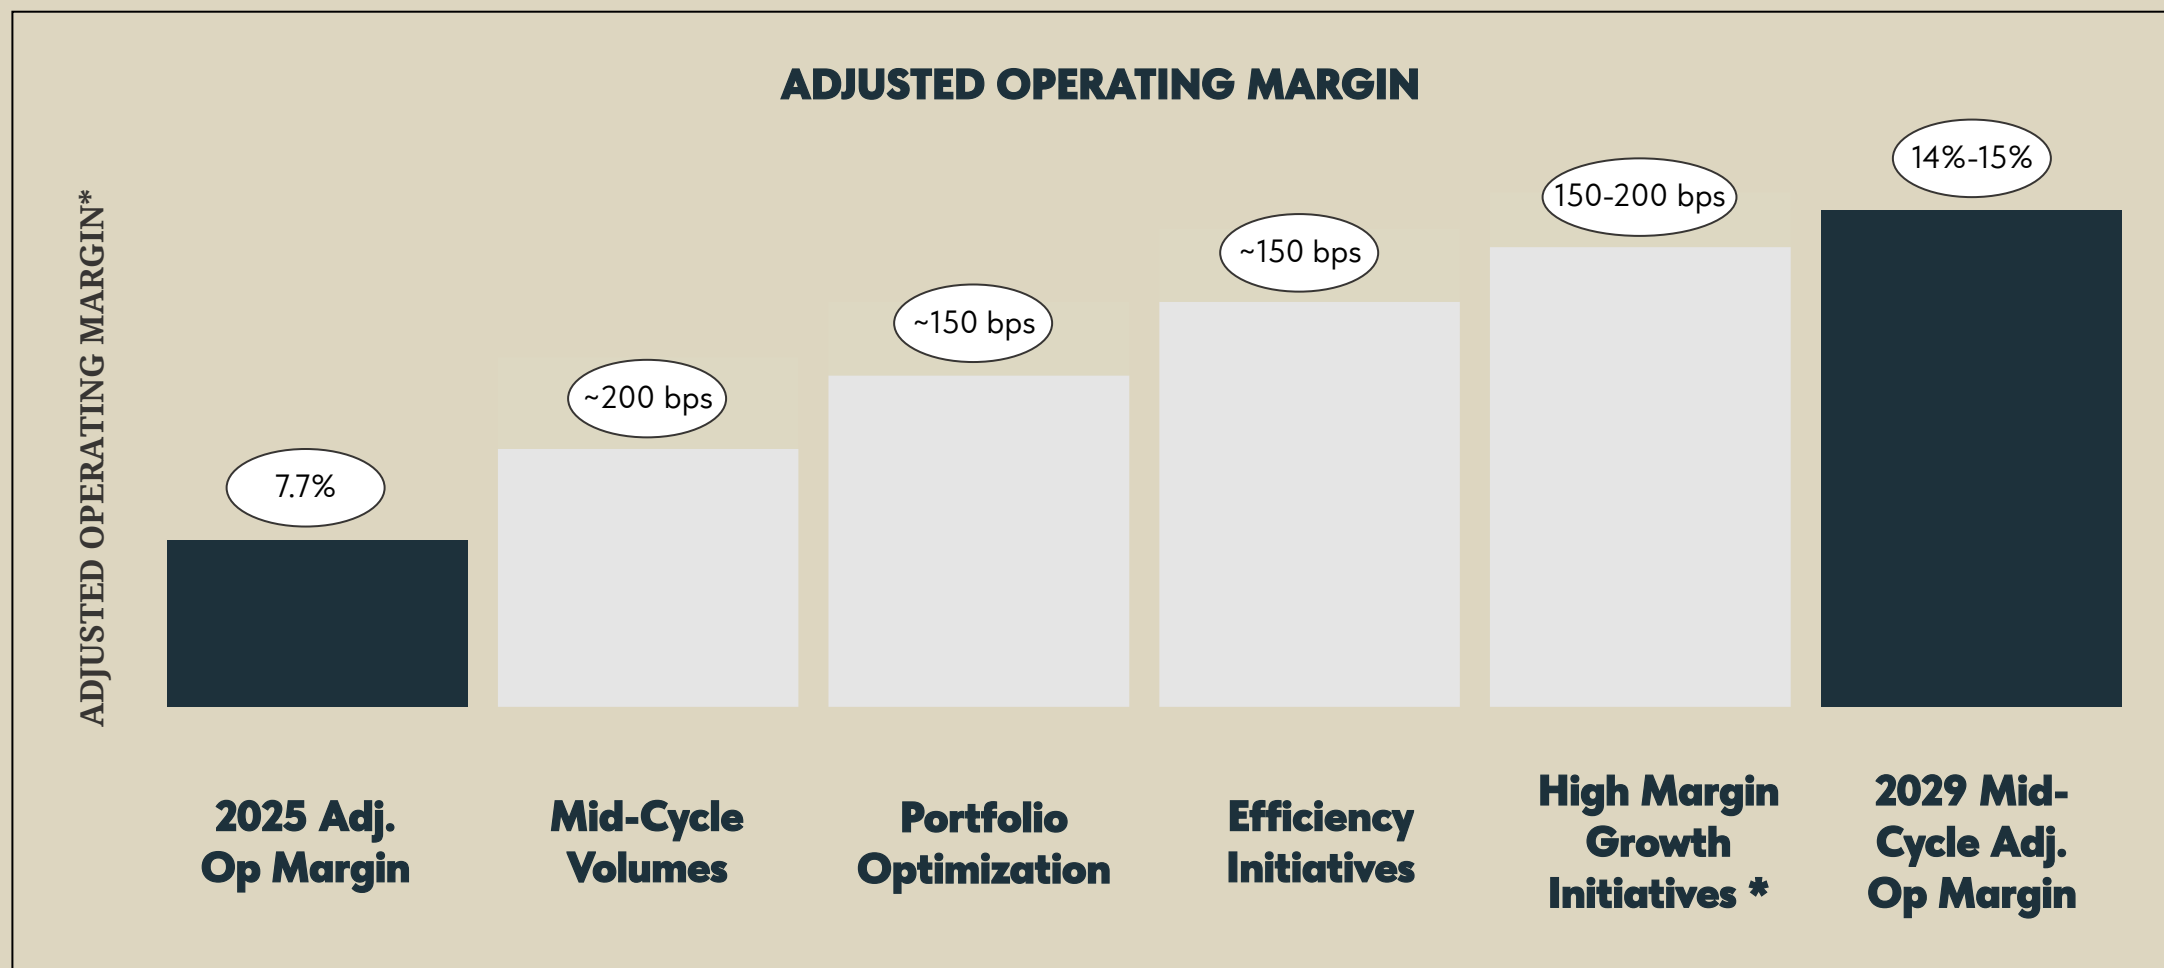 ADJUSTED OPERATING MARGIN
ADJUSTED OPERATING MARGIN*
7.7%
~200 bps
~150 bps
~150 bps
150-200 bps
14%-15%
2025 Adj.
Op Margin
Mid-Cycle
Volumes
Portfolio
Optimization
Efficiency
Initiatives
High Margin
Growth
Initiatives *
2029 Mid-
Cycle Adj.
Op Margin